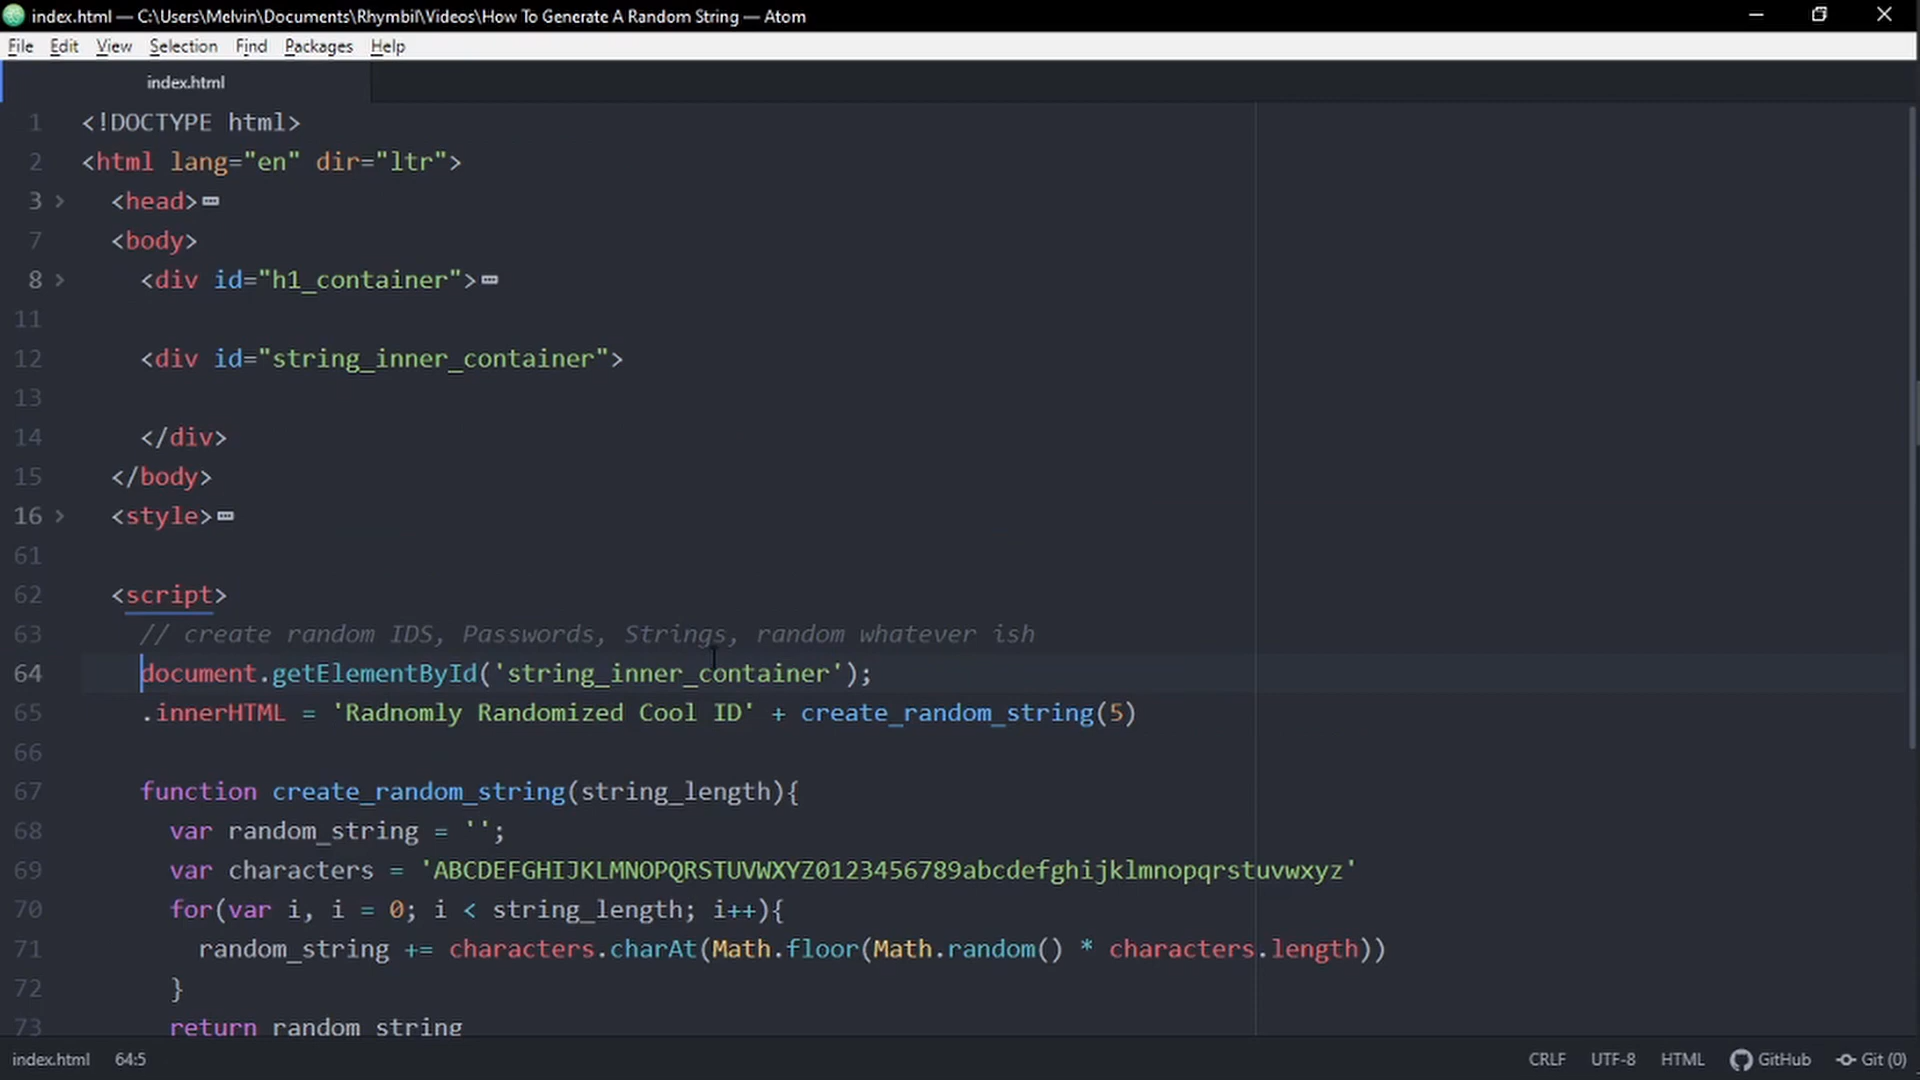 index.html — C:\Users\Melvin\Documents\Rhymbil\Videos\How To Generate A Random String — Atom
File Edit View Selection Find Packages Help
index.html
1 <!DOCTYPE html>
2 <html lang="en" dir="ltr">
3 <head>
7 <body>
8 <div id="h1_container">
11
12 <div id="string_inner_container">
13
14 </div>
15 </body>
16 <style>
61
62 <script>
63 // create random IDS, Passwords, Strings, random whatever ish
64 document.getElementById('string_inner_container');
65 .innerHTML = 'Radnomly Randomized Cool ID' + create_random_string(5)
66
67 function create_random_string(string_length){
68 var random_string = '';
69 var characters = 'ABCDEFGHIJKLMNOPQRSTUVWXYZ0123456789abcdefghijklmnopqrstuvwxyz'
70 for(var i, i = 0; i < string_length; i++){
71 random_string += characters.charAt(Math.floor(Math.random() * characters.length))
72 }
73 return random_string
index.html 64:5 CRLF UTF-8 HTML GitHub Git (0)